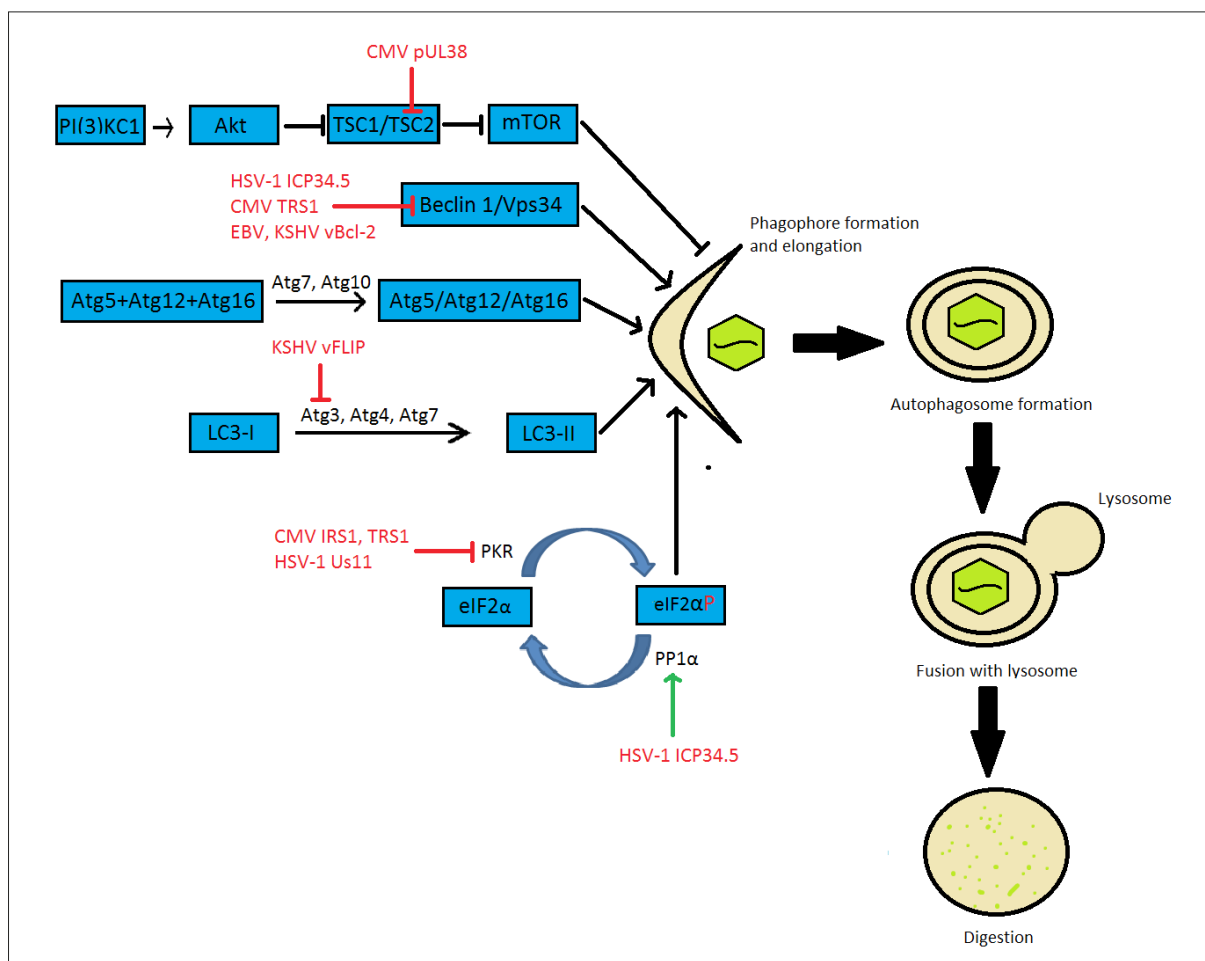 CMV pUL38
PI(3)KC1
Akt
TSC1/TSC2
mTOR
HSV-1 ICP34.5
CMV TRS1
EBV, KSHV vBcl-2
Beclin 1/Vps34
Phagophore formation
and elongation
Atg5+Atg12+Atg16
Atg7, Atg10
Atg5/Atg12/Atg16
KSHV vFLIP
LC3-I
Atg3, Atg4, Atg7
LC3-II
Autophagosome formation
Lysosome
CMV IRS1, TRS1
HSV-1 Us11
PKR
eIF2α
eIF2αP
PP1α
HSV-1 ICP34.5
Fusion with lysosome
Digestion